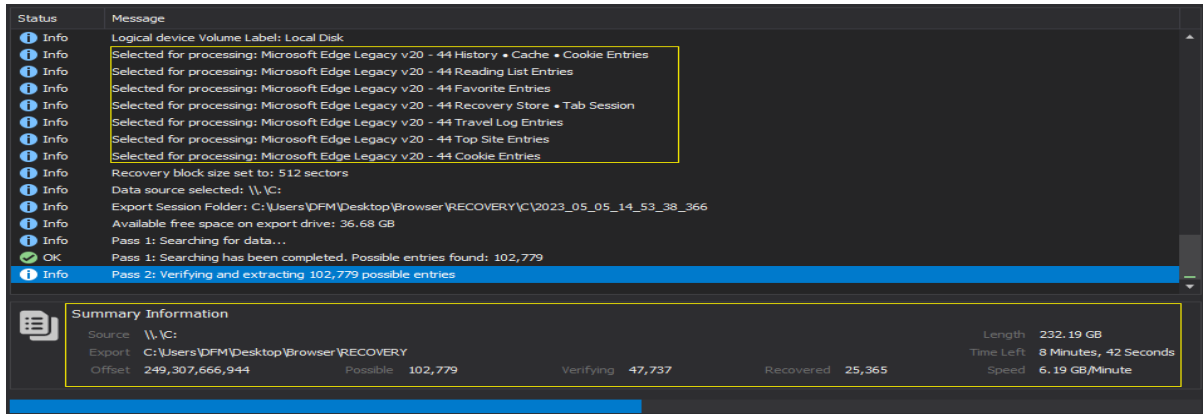 Status Message
Info Logical device Volume Label: Local Disk
Info Selected for processing: Microsoft Edge Legacy v20 - 44 History • Cache • Cookie Entries
Info Selected for processing: Microsoft Edge Legacy v20 - 44 Reading List Entries
Info Selected for processing: Microsoft Edge Legacy v20 - 44 Favorite Entries
Info Selected for processing: Microsoft Edge Legacy v20 - 44 Recovery Store • Tab Session
Info Selected for processing: Microsoft Edge Legacy v20 - 44 Travel Log Entries
Info Selected for processing: Microsoft Edge Legacy v20 - 44 Top Site Entries
Info Selected for processing: Microsoft Edge Legacy v20 - 44 Cookie Entries
Info Recovery block size set to: 512 sectors
Info Data source selected: \\.\C:
Info Export Session Folder: C:\Users\DFM\Desktop\Browser\RECOVERY\C\2023_05_05_14_53_38_366
Info Available free space on export drive: 36.68 GB
Info Pass 1: Searching for data...
OK Pass 1: Searching has been completed. Possible entries found: 102,779
Info Pass 2: Verifying and extracting 102,779 possible entries
Summary Information
Source \\.\C: Length 232.19 GB
Export C:\Users\DFM\Desktop\Browser\RECOVERY Time Left 8 Minutes, 42 Seconds
Offset 249,307,666,944 Possible 102,779 Verifying 47,737 Recovered 25,365 Speed 6.19 GB/Minute